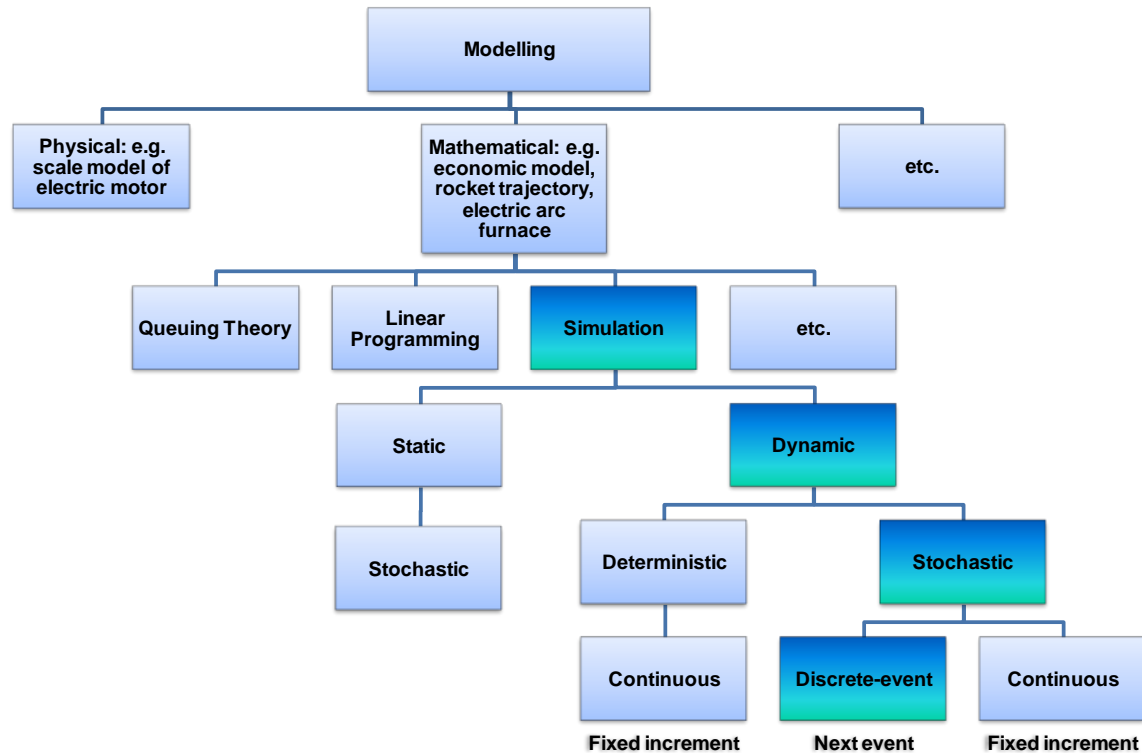 Modelling
Physical: e.g.
scale model of
electric motor
Mathematical: e.g.
economic model,
rocket trajectory,
electric arc
furnace
etc.
Queuing Theory
Linear
Programming
Simulation
etc.
Static
Dynamic
Stochastic
Deterministic
Stochastic
Continuous
Discrete-event
Continuous
Fixed increment
Next event
Fixed increment